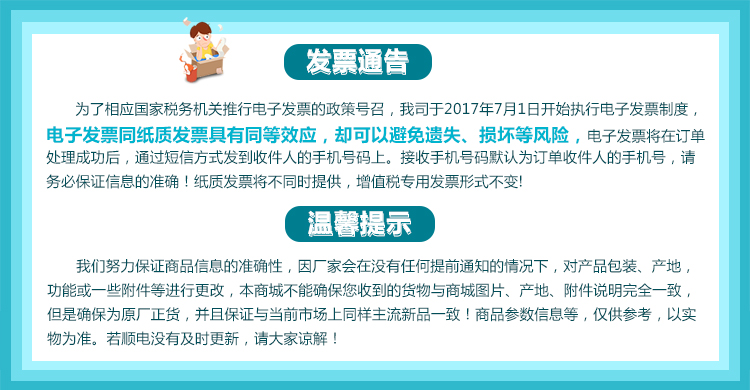 发票通告
为了相应国家税务机关推行电子发票的政策号召，我司于2017年7月1日开始执行电子发票制度，
电子发票同纸质发票具有同等效应，却可以避免遗失、损坏等风险，电子发票将在订单
处理成功后，通过短信方式发到收件人的手机号码上。接收手机号码默认为订单收件人的手机号，请
务必保证信息的准确！纸质发票将不同时提供，增值税专用发票形式不变!
温馨提示
我们努力保证商品信息的准确性，因厂家会在没有任何提前通知的情况下，对产品包装、产地，
功能或一些附件等进行更改，本商城不能确保您收到的货物与商城图片、产地、附件说明完全一致，
但是确保为原厂正货，并且保证与当前市场上同样主流新品一致！商品参数信息等，仅供参考，以实
物为准。若顺电没有及时更新，请大家谅解！